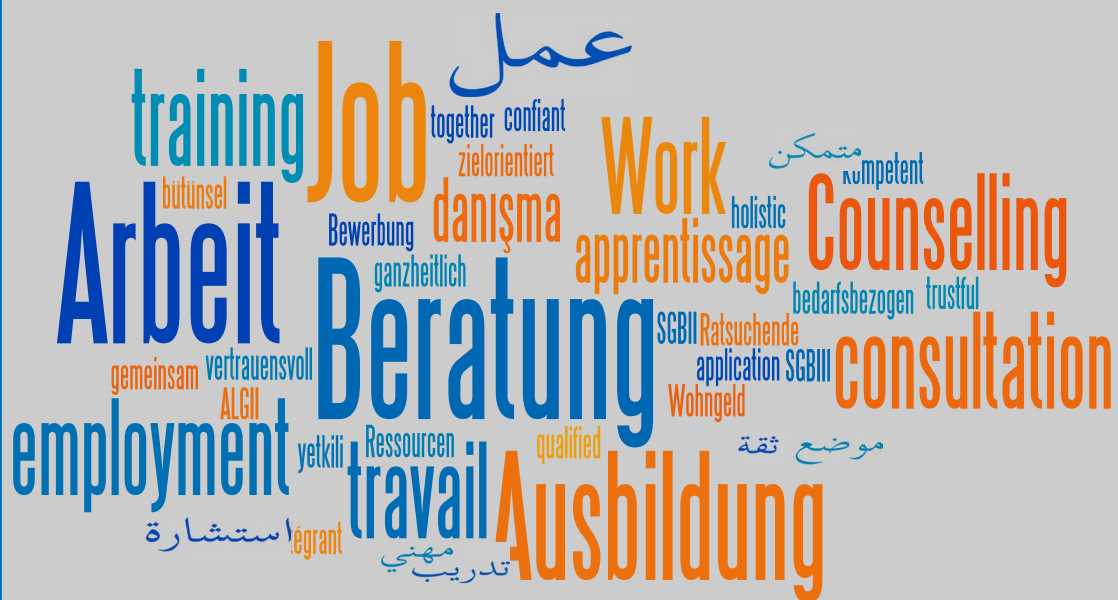 عمل
training
Job
together
confiant
zielorientiert
Work
متمكن
kompetent
Arbeit
bütünsel
Bewerbung
danışma
holistic
Counselling
apprentissage
ganzheitlich
Beratung
bedarfsbezogen
trustful
SGBII
Ratsuchende
consultation
gemeinsam
vertrauensvoll
application
SGBIII
ALGII
Wohngeld
employment
yetkili
Ressourcen
qualified
ثقة
موضع
travail
Ausbildung
استشارة
égrant
مهني
تدريب